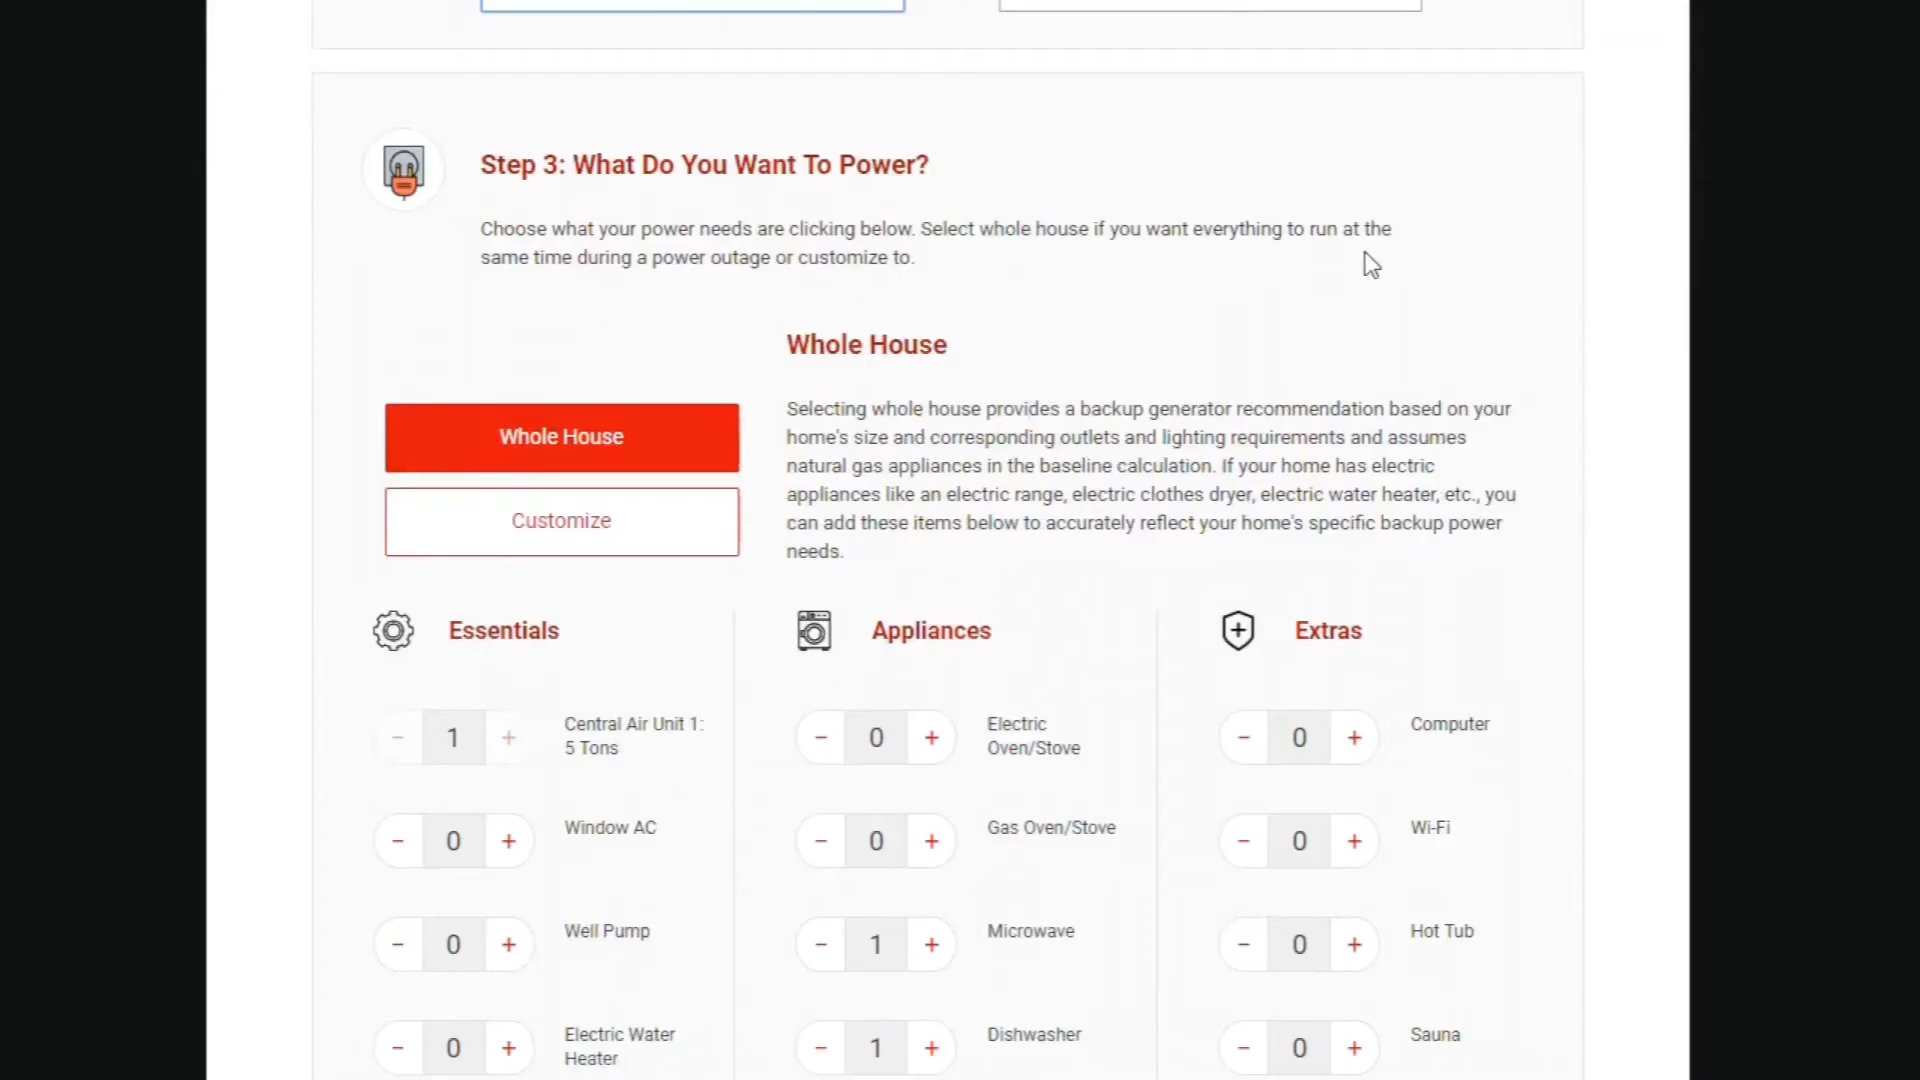 Step 3: What Do You Want To Power?
Choose what your power needs are clicking below. Select whole house if you want everything to run at the
same time during a power outage or customize to.
Whole House
Whole House
Customize
Selecting whole house provides a backup generator recommendation based on your
home's size and corresponding outlets and lighting requirements and assumes
natural gas appliances in the baseline calculation. If your home has electric
appliances like an electric range, electric clothes dryer, electric water heater, etc., you
can add these items below to accurately reflect your home's specific backup power
needs.
Essentials
− 1 + Central Air Unit 1:
5 Tons
− 0 + Window AC
− 0 + Well Pump
− 0 + Electric Water
Heater
Appliances
− 0 + Electric
Oven/Stove
− 0 + Gas Oven/Stove
− 1 + Microwave
− 1 + Dishwasher
Extras
− 0 + Computer
− 0 + Wi-Fi
− 0 + Hot Tub
− 0 + Sauna